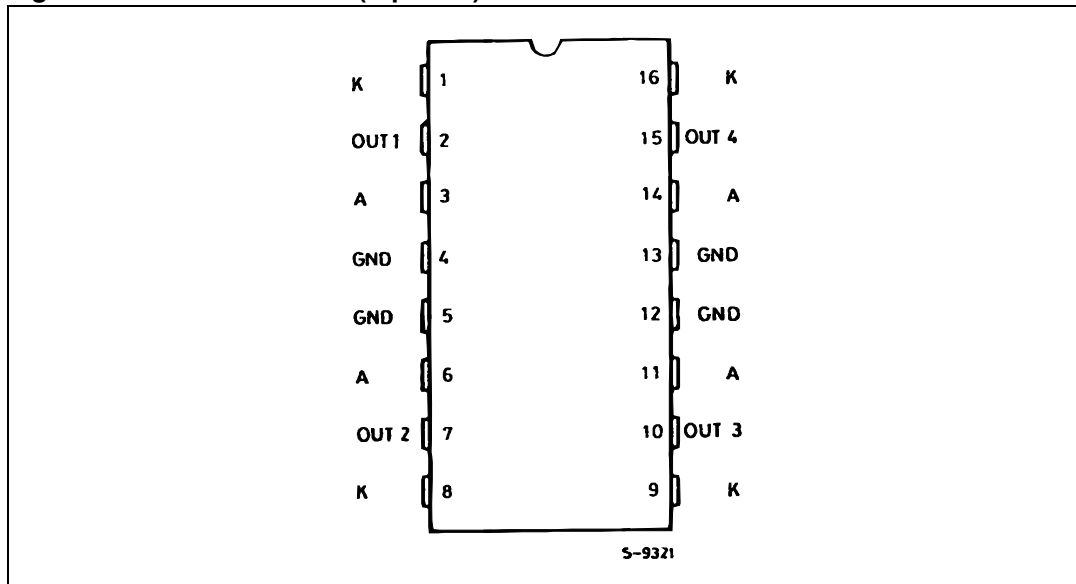 K 1 16 K
OUT 1 2 15 OUT 4
A 3 14 A
GND 4 13 GND
GND 5 12 GND
A 6 11 A
OUT 2 7 10 OUT 3
K 8 9 K
S-9321